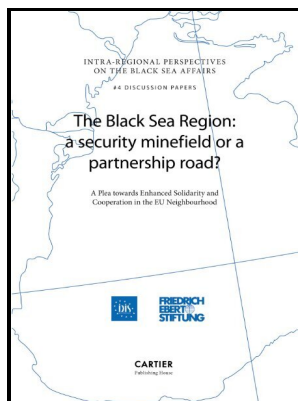 INTRA-REGIONAL PERSPECTIVES
ON THE BLACK SEA AFFAIRS
#4 DISCUSSION PAPERS
The Black Sea Region:
a security minefield or a
partnership road?
A Plea towards Enhanced Solidarity and
Cooperation in the EU Neighbourhood
DIS
FRIEDRICH
EBERT
STIFTUNG
CARTIER
Publishing House